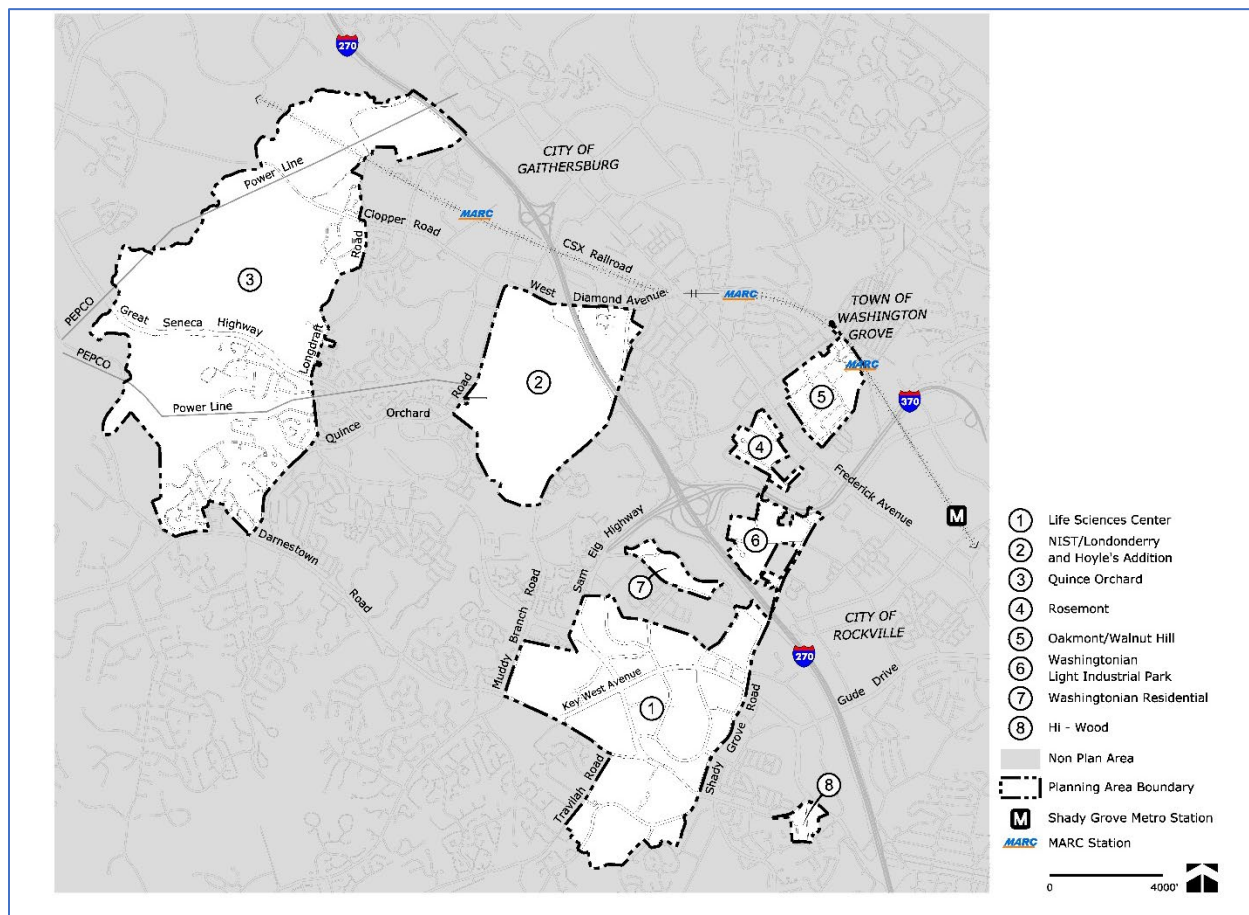 270
CITY OF
GAITHERSBURG
Power Line
Clopper Road
MARC
CSX Railroad
Road
3
West Diamond Avenue
MARC
TOWN OF
WASHINGTON
GROVE
PEPCO
Great Seneca Highway
Longdraft
PEPCO
MARC
2
Road
5
370
Power Line
Orchard
Quince
4
Frederick Avenue
M
Darnestown
Road
Sam Eig Highway
6
7
Muddy Branch Road
CITY OF
ROCKVILLE
270
Key West Avenue
1
Gude Drive
Shady Grove Road
Travilah Road
8
1 Life Sciences Center
2 NIST/Londonderry
and Hoyle's Addition
3 Quince Orchard
4 Rosemont
5 Oakmont/Walnut Hill
6 Washingtonian
Light Industrial Park
7 Washingtonian Residential
8 Hi - Wood
Non Plan Area
Planning Area Boundary
M Shady Grove Metro Station
MARC MARC Station
0 4000'